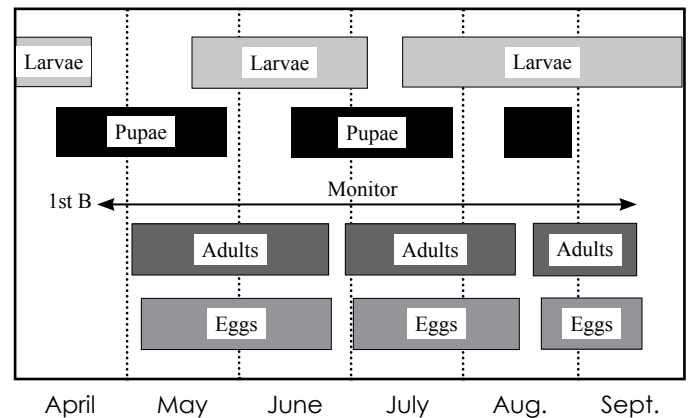 Larvae Larvae Larvae
Pupae Pupae
Monitor
1st B
Adults Adults Adults
Eggs Eggs Eggs
April May June July Aug. Sept.